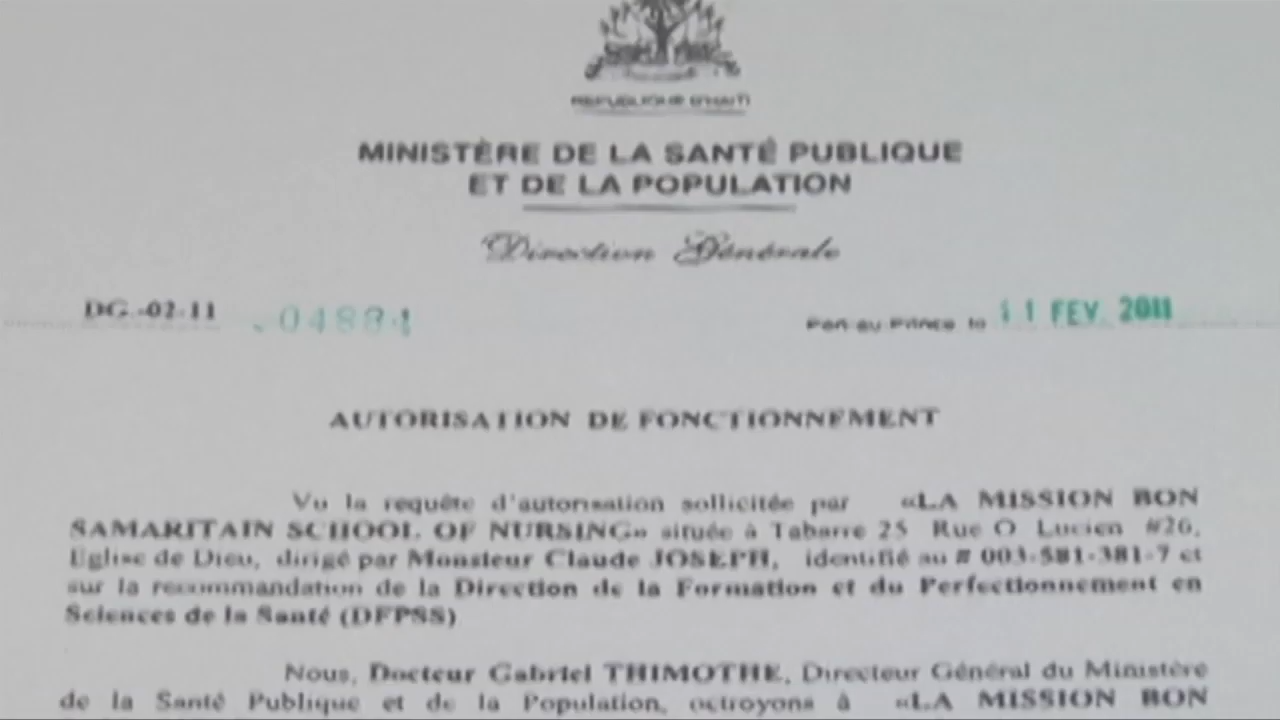 REPUBLIQUE D'HAITI
MINISTÈRE DE LA SANTÉ PUBLIQUE
ET DE LA POPULATION
Direction Générale
DG.-02-11
Port au Prince le 11 FEV. 2011
AUTORISATION DE FONCTIONNEMENT
Vu la requête d'autorisation sollicitée par «LA MISSION BON
SAMARITAIN SCHOOL OF NURSING» située à Tabarre 25 Rue O Lucien #26,
Eglise de Dieu, dirigé par Monsieur Claude JOSEPH, identifié au # 003-581-381-7 et
sur la recommandation de la Direction de la Formation et du Perfectionnement en
Sciences de la Santé (DFPSS)
Nous, Docteur Gabriel THIMOTHE, Directeur Général du Ministère
de la Santé Publique et de la Population, octroyons à «LA MISSION BON